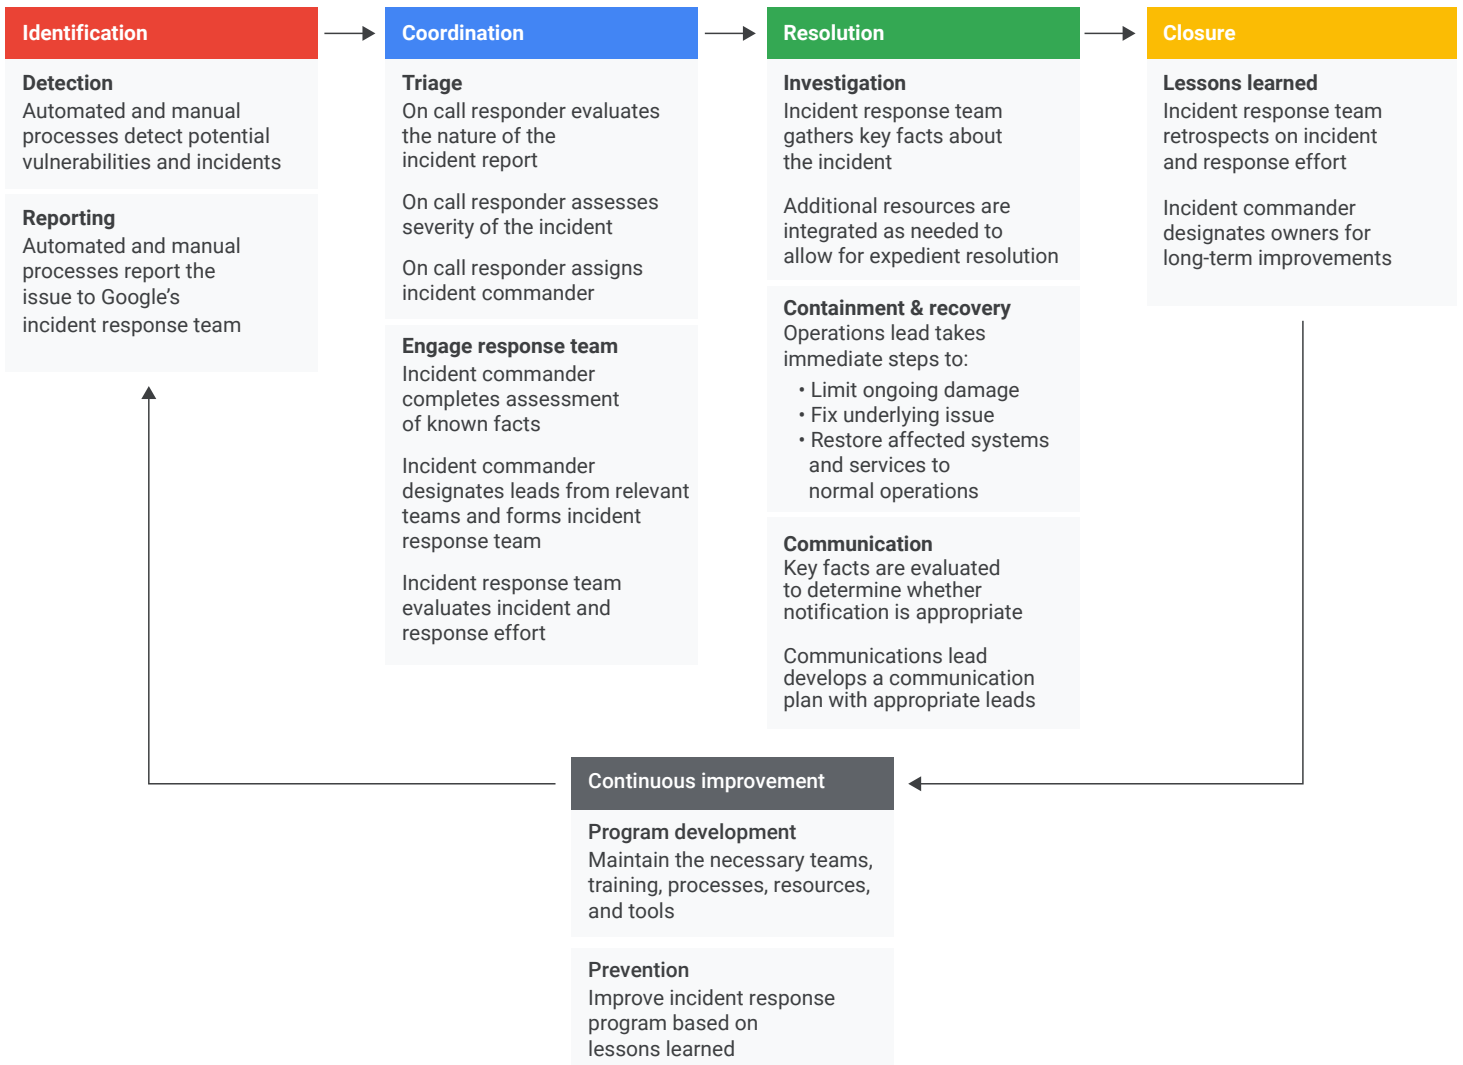 Identification
Detection
Automated and manual
processes detect potential
vulnerabilities and incidents
Reporting
Automated and manual
processes report the
issue to Google’s
incident response team
Coordination
Triage
On call responder evaluates
the nature of the
incident report
On call responder assesses
severity of the incident
On call responder assigns
incident commander
Engage response team
Incident commander
completes assessment
of known facts
Incident commander
designates leads from relevant
teams and forms incident
response team
Incident response team
evaluates incident and
response effort
Resolution
Investigation
Incident response team
gathers key facts about
the incident
Additional resources are
integrated as needed to
allow for expedient resolution
Containment & recovery
Operations lead takes
immediate steps to:
• Limit ongoing damage
• Fix underlying issue
• Restore affected systems
and services to
normal operations
Communication
Key facts are evaluated
to determine whether
notification is appropriate
Communications lead
develops a communication
plan with appropriate leads
Closure
Lessons learned
Incident response team
retrospects on incident
and response effort
Incident commander
designates owners for
long-term improvements
Continuous improvement
Program development
Maintain the necessary teams,
training, processes, resources,
and tools
Prevention
Improve incident response
program based on
lessons learned